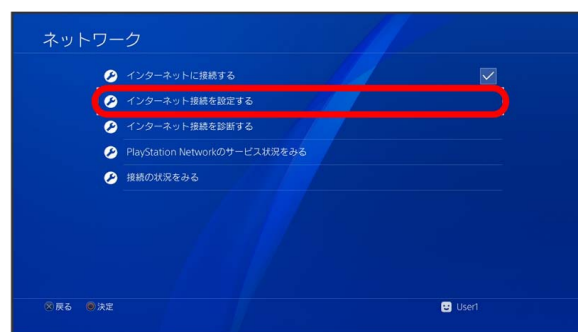 ネットワーク
インターネットに接続する
インターネット接続を設定する
インターネット接続を診断する
PlayStation Networkのサービス状況をみる
接続の状況をみる
戻る 決定 User1